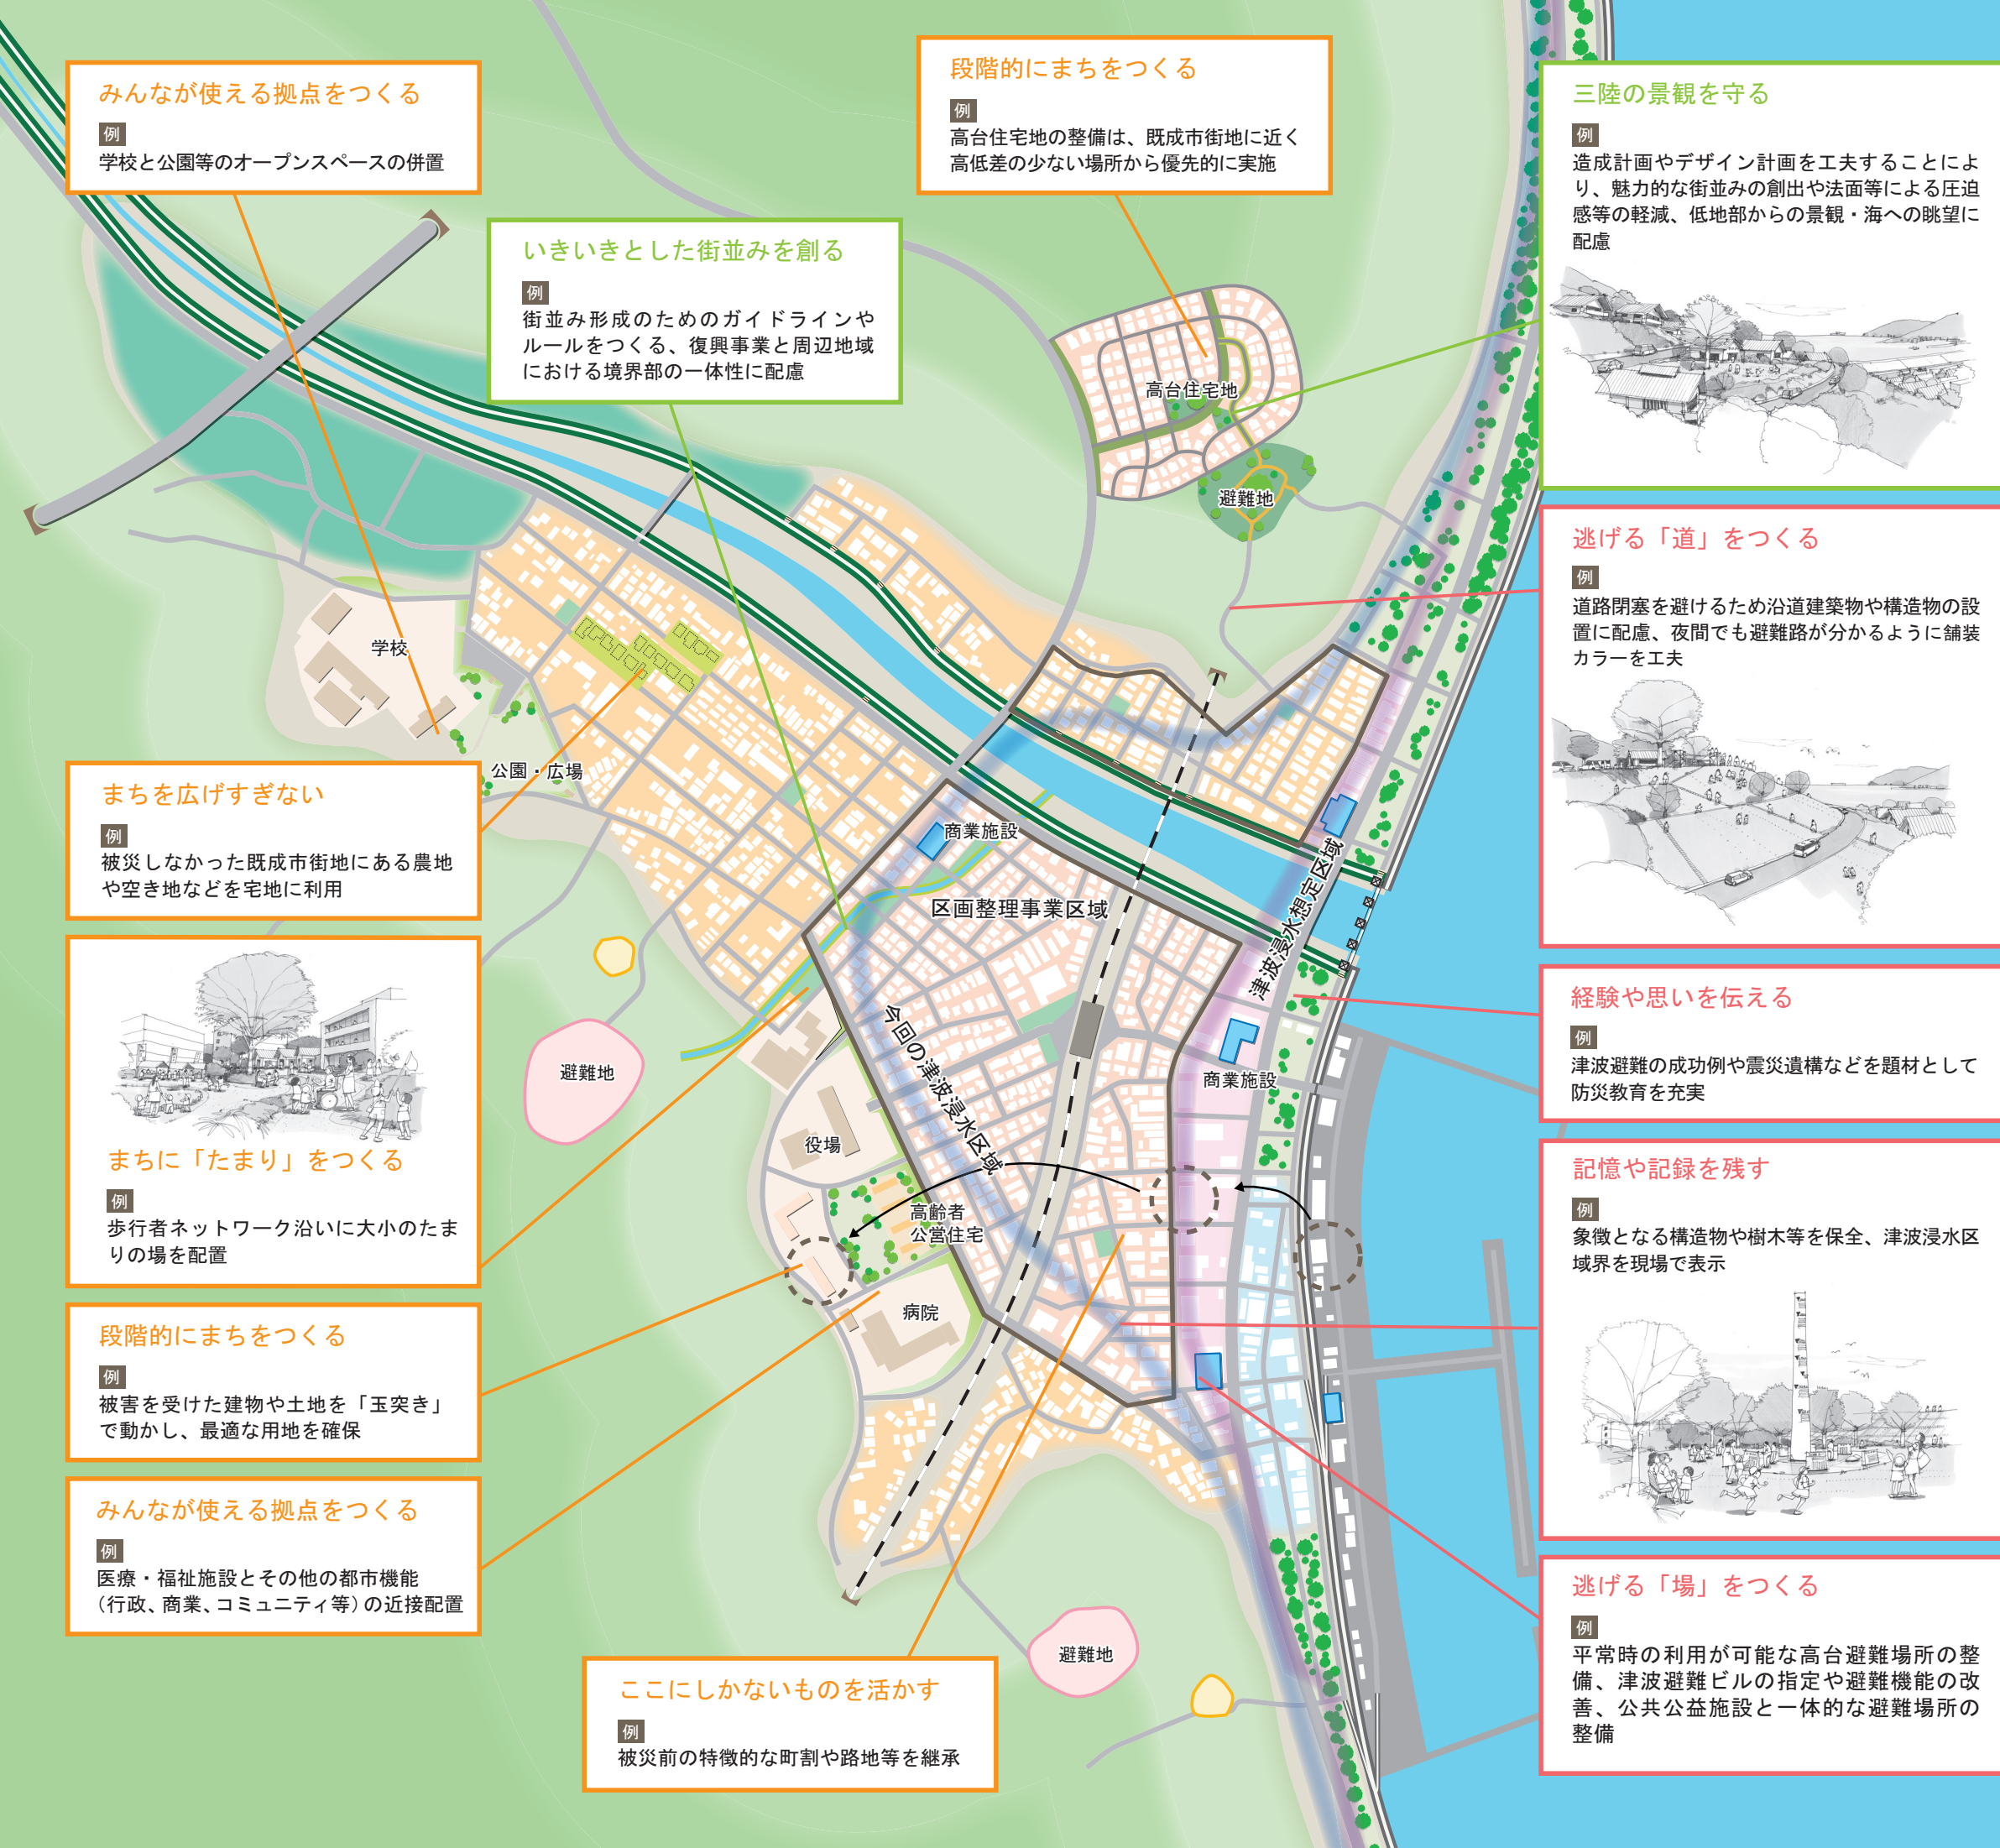 みんなが使える拠点をつくる
例
学校と公園等のオープンスペースの併置
段階的にまちをつくる
例
高台住宅地の整備は、既成市街地に近く
高低差の少ない場所から優先的に実施
三陸の景観を守る
例
造成計画やデザイン計画を工夫することによ
り、魅力的な街並みの創出や法面等による圧迫
感等の軽減、低地部からの景観・海への眺望に
配慮
いきいきとした街並みを創る
例
街並み形成のためのガイドラインや
ルールをつくる、復興事業と周辺地域
における境界部の一体性に配慮
高台住宅地
避難地
逃げる「道」をつくる
例
道路閉塞を避けるため沿道建築物や構造物の設
置に配慮、夜間でも避難路が分かるように舗装
カラーを工夫
学校
公園・広場
まちを広げすぎない
例
被災しなかった既成市街地にある農地
や空き地などを宅地に利用
商業施設
区画整理事業区域
津波浸水想定区域
今回の津波浸水区域
経験や思いを伝える
例
津波避難の成功例や震災遺構などを題材として
防災教育を充実
避難地
商業施設
役場
まちに「たまり」をつくる
例
歩行者ネットワーク沿いに大小のたま
りの場を配置
記憶や記録を残す
例
象徴となる構造物や樹木等を保全、津波浸水区
域界を現場で表示
高齢者
公営住宅
病院
段階的にまちをつくる
例
被害を受けた建物や土地を「玉突き」
で動かし、最適な用地を確保
みんなが使える拠点をつくる
例
医療・福祉施設とその他の都市機能
（行政、商業、コミュニティ等）の近接配置
逃げる「場」をつくる
例
平常時の利用が可能な高台避難場所の整
備、津波避難ビルの指定や避難機能の改
善、公共公益施設と一体的な避難場所の
整備
避難地
ここにしかないものを活かす
例
被災前の特徴的な町割や路地等を継承